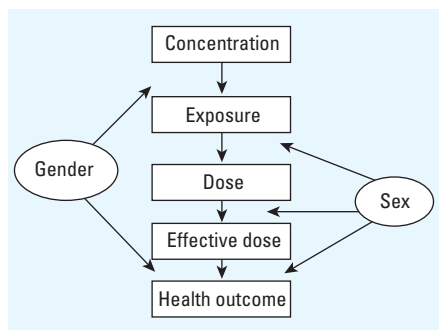 Concentration
Exposure
Gender
Dose
Sex
Effective dose
Health outcome